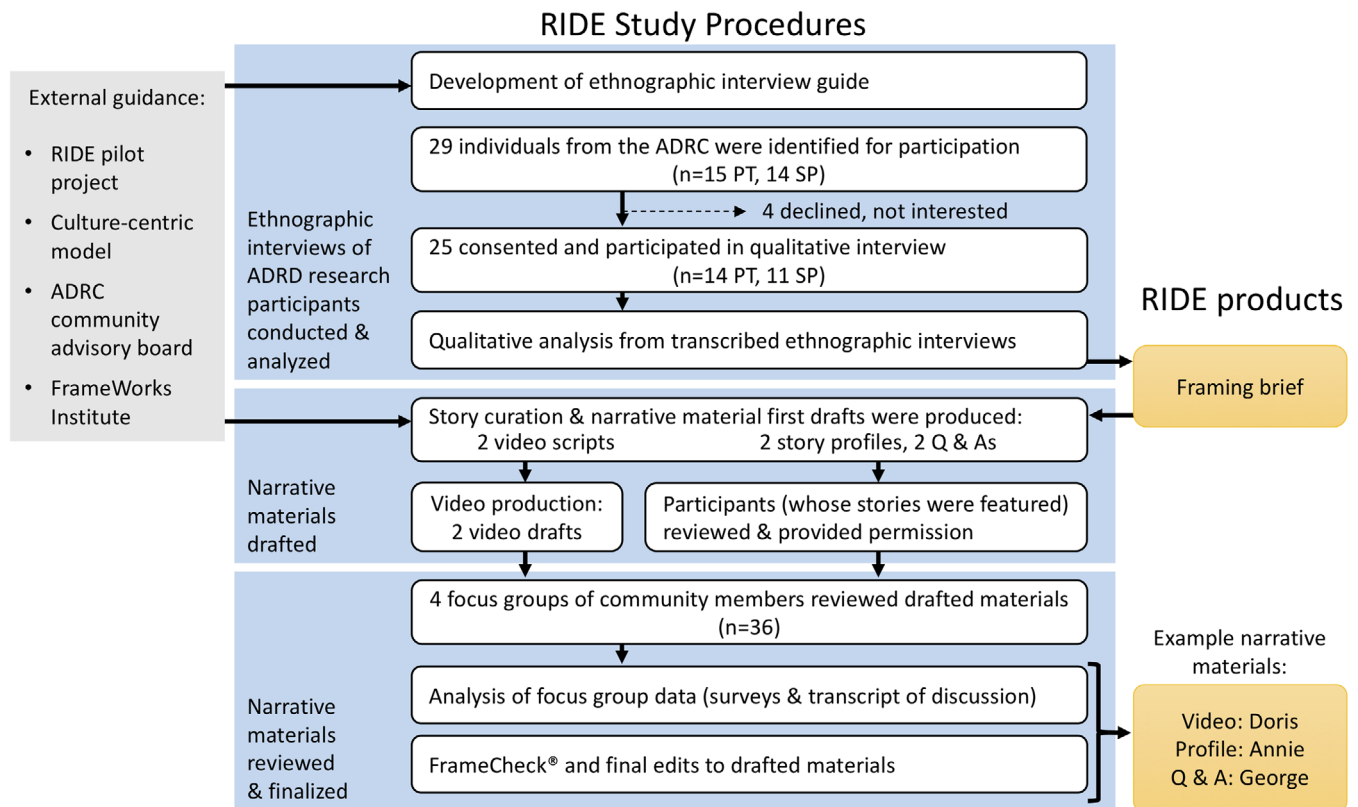 RIDE Study Procedures
External guidance:
• RIDE pilot
project
• Culture-centric
model
• ADRC
community
advisory board
• FrameWorks
Institute
Ethnographic
interviews of
ADRD research
participants
conducted &
analyzed
Development of ethnographic interview guide
29 individuals from the ADRC were identified for participation
(n=15 PT, 14 SP)
4 declined, not interested
25 consented and participated in qualitative interview
(n=14 PT, 11 SP)
Qualitative analysis from transcribed ethnographic interviews
RIDE products
Framing brief
Narrative
materials
drafted
Story curation & narrative material first drafts were produced:
2 video scripts
2 story profiles, 2 Q & As
Video production:
2 video drafts
Participants (whose stories were featured)
reviewed & provided permission
Narrative
materials
reviewed
& finalized
4 focus groups of community members reviewed drafted materials
(n=36)
Analysis of focus group data (surveys & transcript of discussion)
FrameCheck® and final edits to drafted materials
Example narrative
materials:
Video: Doris
Profile: Annie
Q & A: George